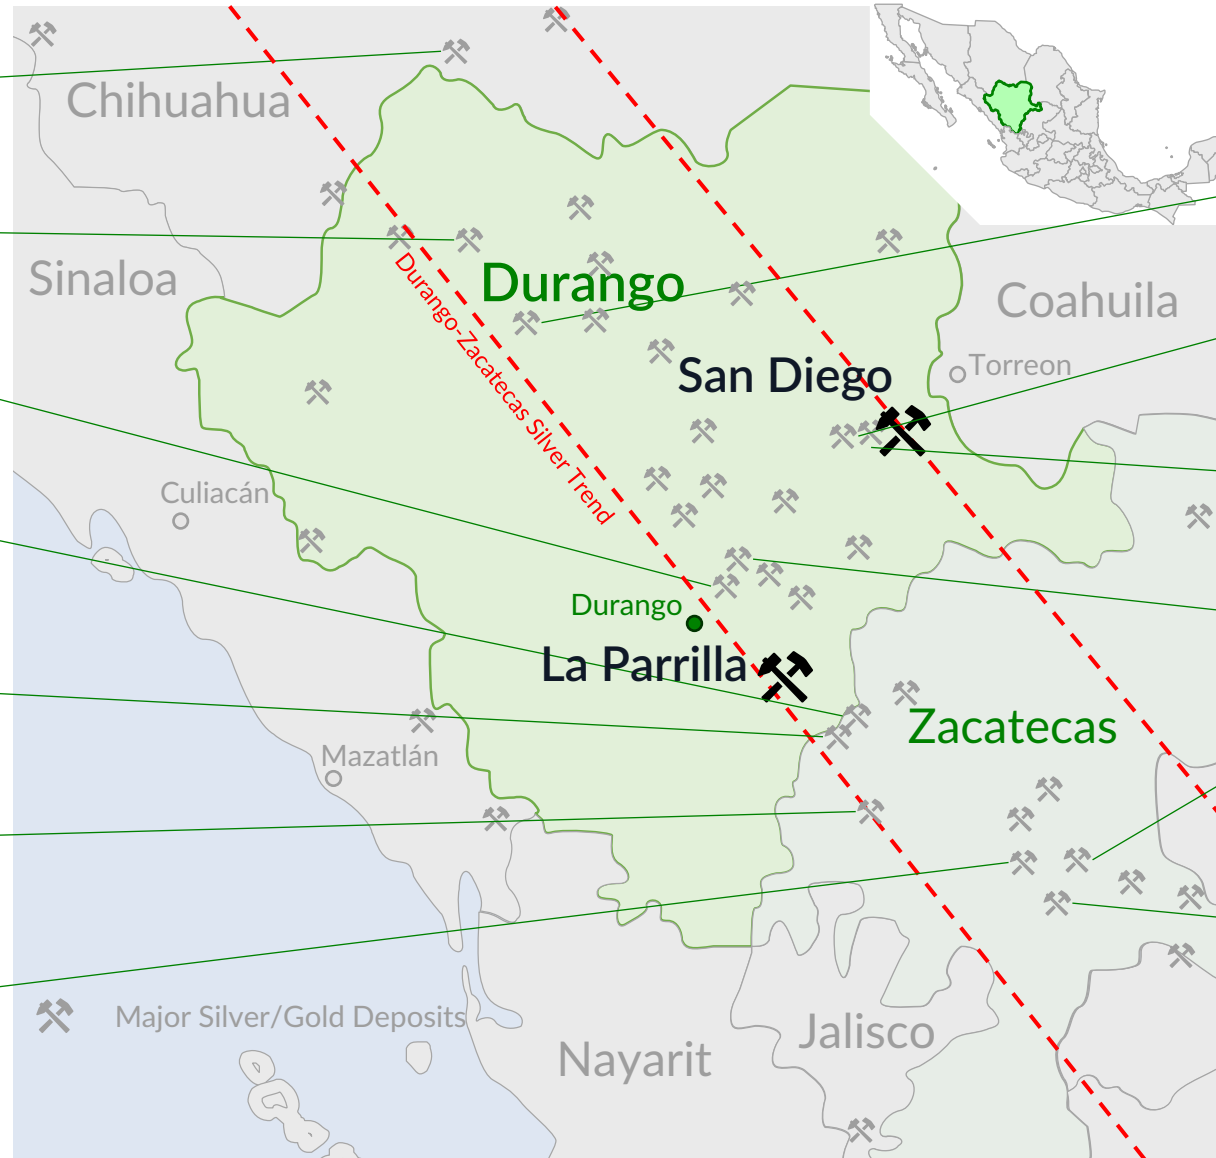 Chihuahua
Sinaloa
Durango
Coahuila
Durango-Zacatecas Silver Trend
San Diego
Torreon
Culiacán
Durango
La Parrilla
Zacatecas
Mazatlán
Major Silver/Gold Deposits
Jalisco
Nayarit